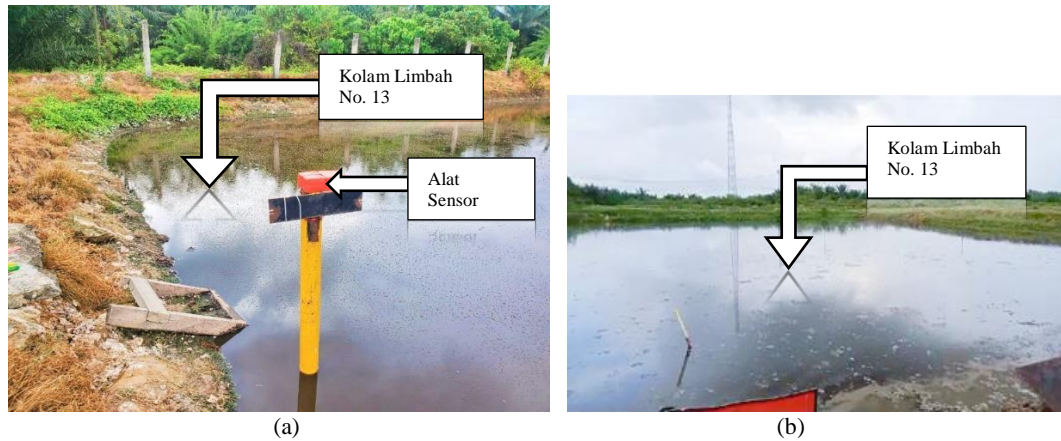 Kolam Limbah
No. 13
Alat
Sensor
Kolam Limbah
No. 13
(a)
(b)